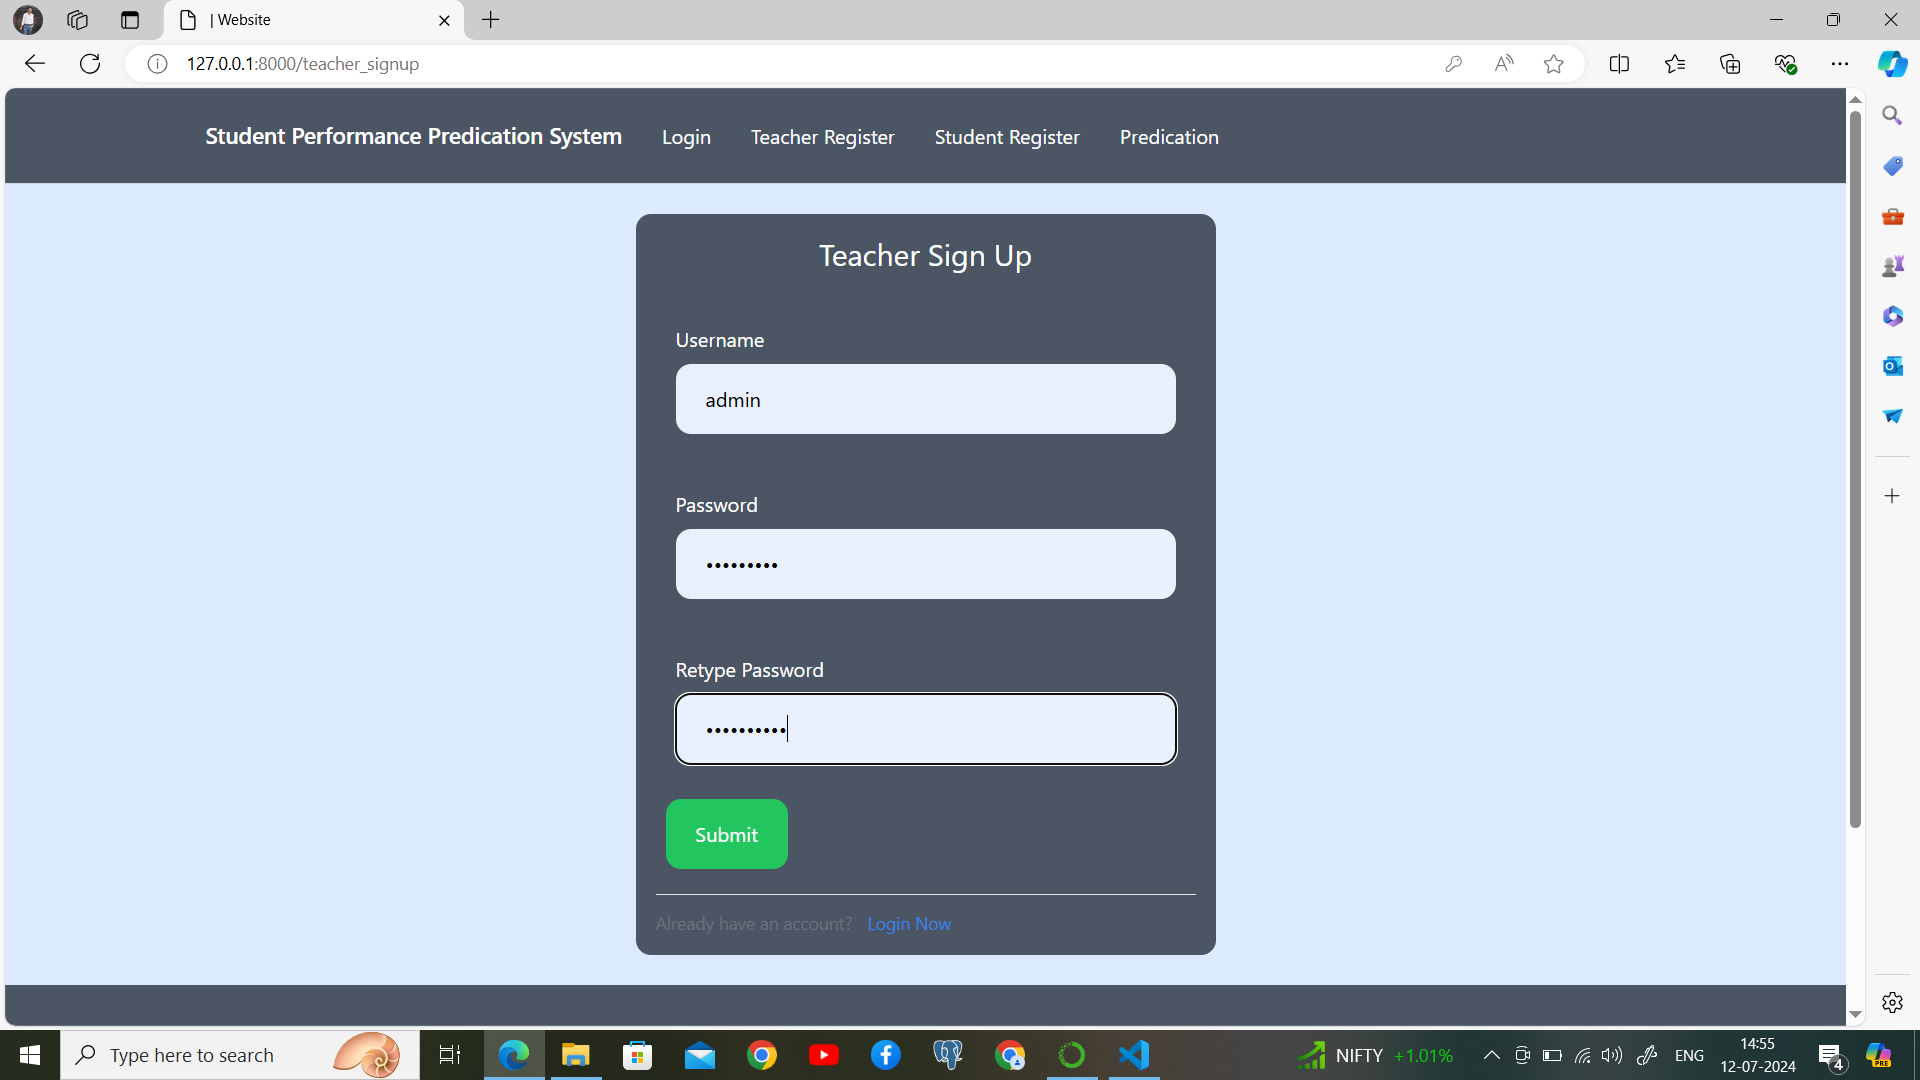 | Website
127.0.0.1:8000/teacher_signup
Student Performance Predication System Login Teacher Register Student Register Predication
Teacher Sign Up
Username
admin
Password
•••••••••
Retype Password
••••••••••
Submit
Already have an account? Login Now
Type here to search
NIFTY +1.01%
ENG
14:55
12-07-2024
4
PRE